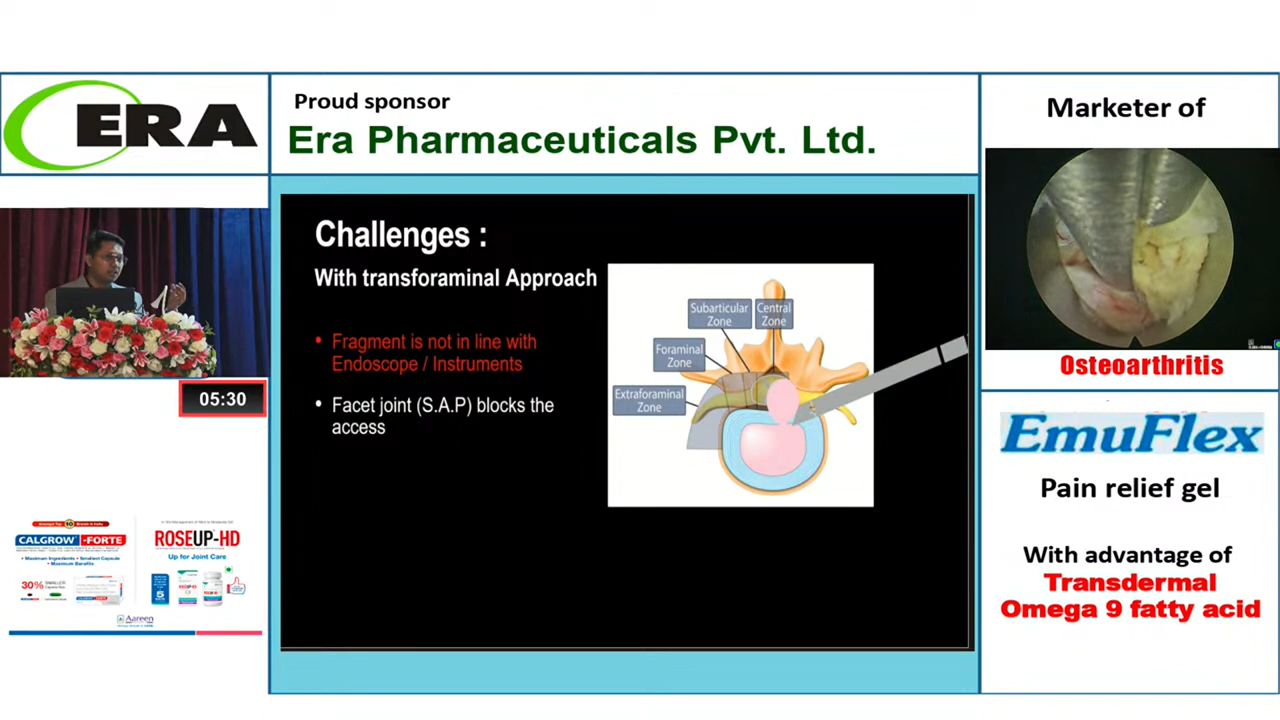 ERA
Proud sponsor
Era Pharmaceuticals Pvt. Ltd.
Marketer of
Osteoarthritis
EmuFlex
Pain relief gel
With advantage of
Transdermal
Omega 9 fatty acid
Challenges :
With transforaminal Approach
• Fragment is not in line with
Endoscope / Instruments
• Facet joint (S.A.P) blocks the
access
Subarticular
Zone
Central
Zone
Foraminal
Zone
Extraforaminal
Zone
05:30
CALGROW-FORTE
• Maximum Ingredients • Smallest Capsule
• Maximum Benefits
30% SMALLER
ROSEUP-HD
Up for Joint Care
5
Aareen